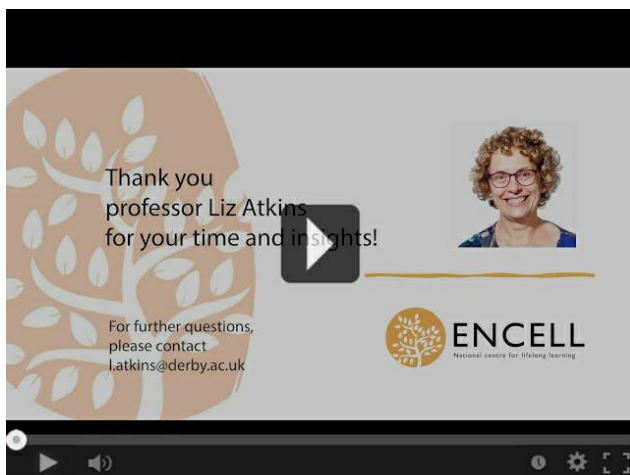 Thank you
professor Liz Atkins
for your time and insights!
For further questions,
please contact
l.atkins@derby.ac.uk
ENCELL
National centre for lifelong learning